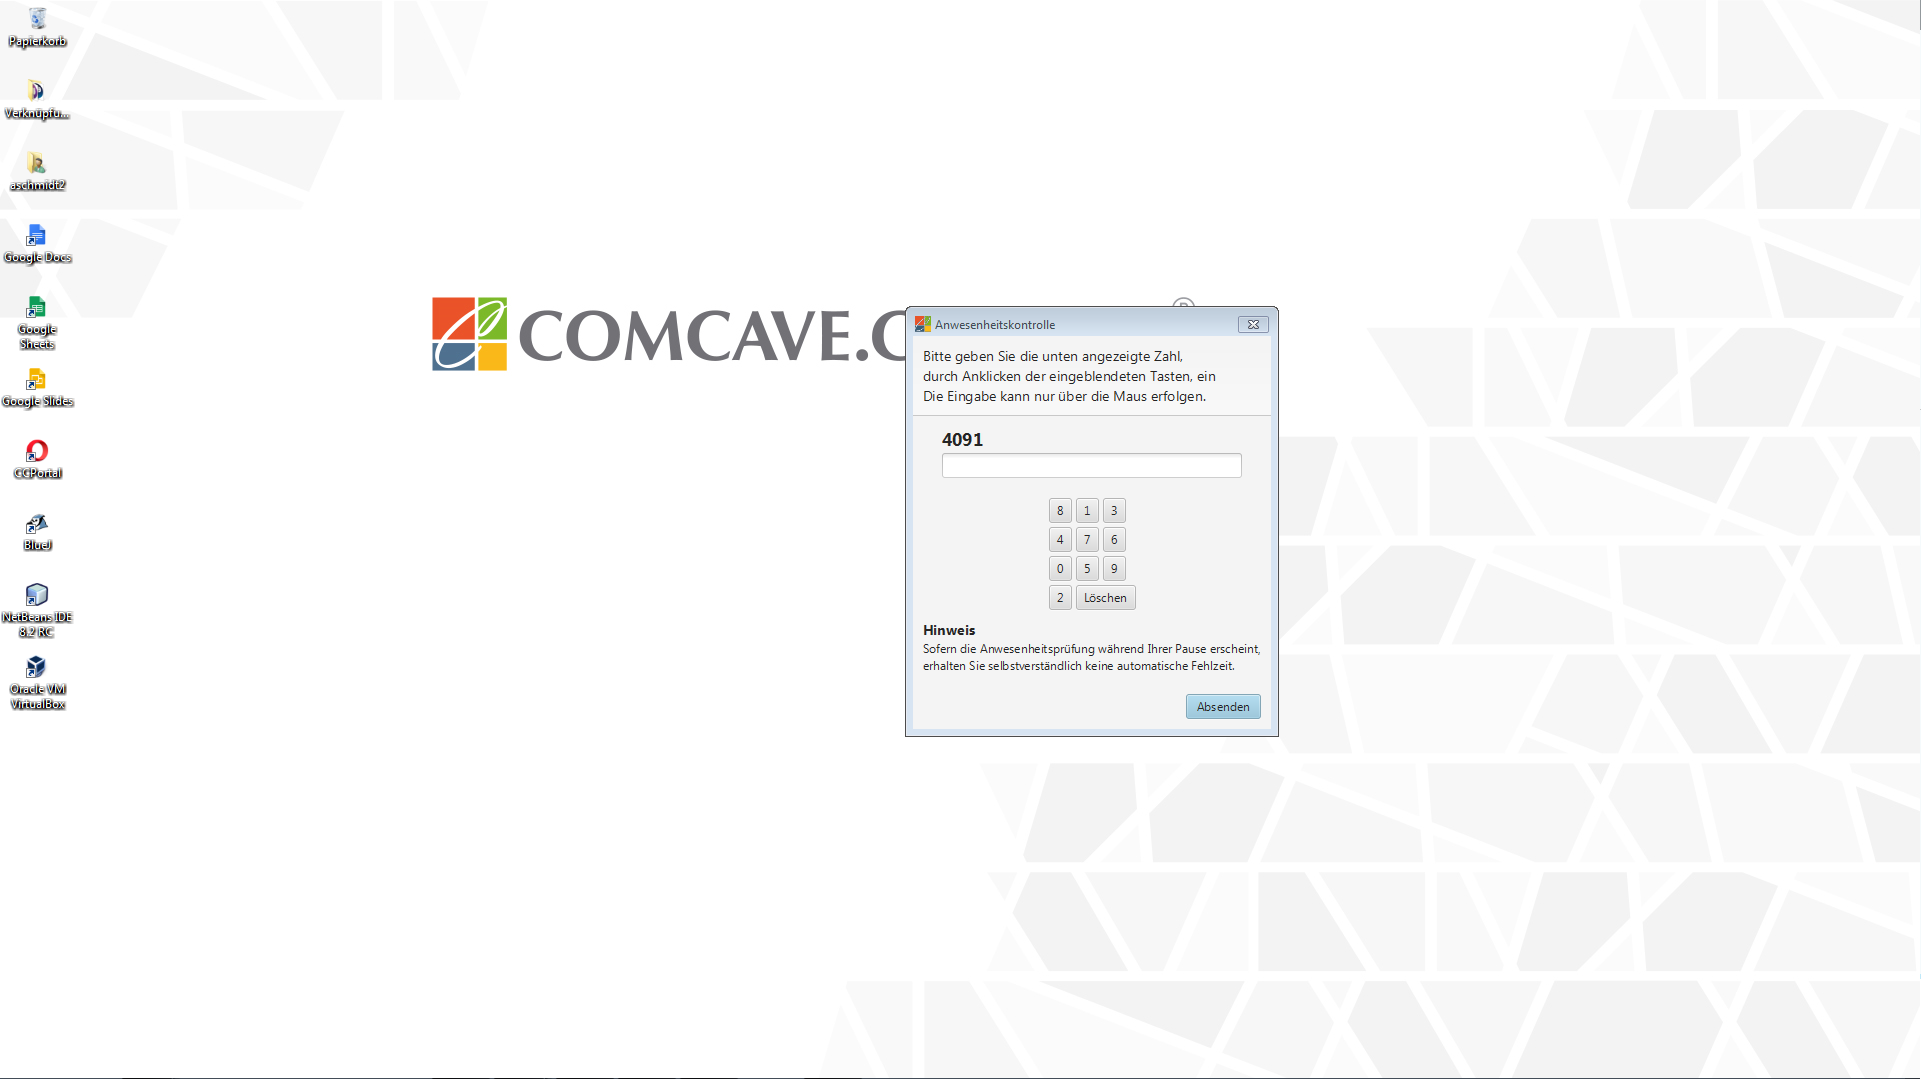 Papierkorb
Verknüpfu...
aschmidt2
Google Docs
Google
Sheets
Google Slides
CCPortal
BlueJ
NetBeans IDE
8.2 RC
Oracle VM
VirtualBox
COMCAVE.
Anwesenheitskontrolle
Bitte geben Sie die unten angezeigte Zahl,
durch Anklicken der eingeblendeten Tasten, ein
Die Eingabe kann nur über die Maus erfolgen.
4091
8 1 3
4 7 6
0 5 9
2 Löschen
Hinweis
Sofern die Anwesenheitsprüfung während Ihrer Pause erscheint,
erhalten Sie selbstverständlich keine automatische Fehlzeit.
Absenden